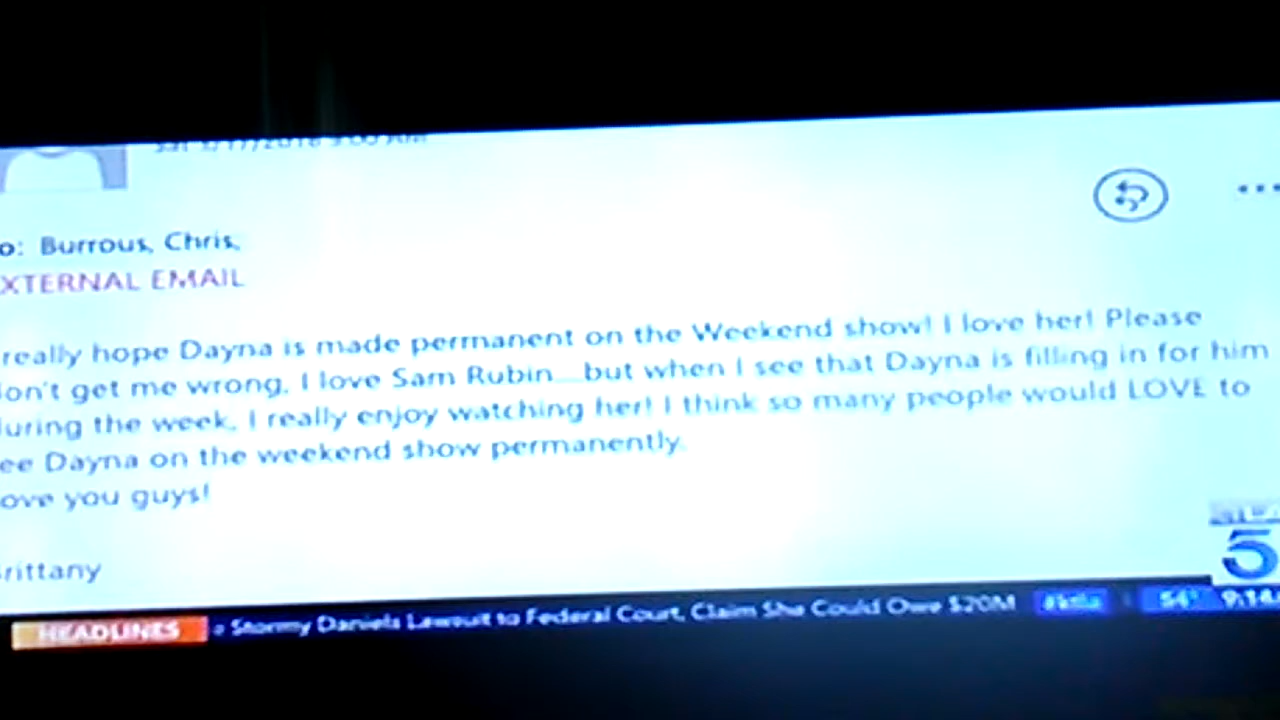 o: Burrous, Chris,
XTERNAL EMAIL
really hope Dayna is made permanent on the Weekend show! I love her! Please
on't get me wrong, I love Sam Rubin....but when I see that Dayna is filling in for him
uring the week, I really enjoy watching her! I think so many people would LOVE to
ee Dayna on the weekend show permanently.
ove you guys!
rittany
5
HEADLINES Stormy Daniels Lawsuit to Federal Court, Claim She Could Owe $20M #ktla 54° 9:14